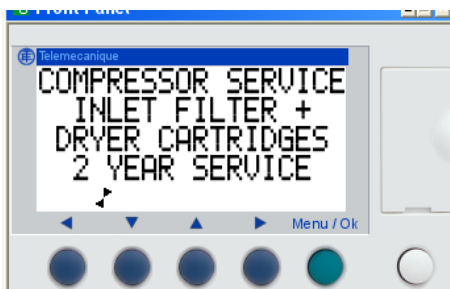 Front Panel
Telemecanique
COMPRESSOR SERVICE
INLET FILTER +
DRYER CARTRIDGES
2 YEAR SERVICE
Menu / Ok